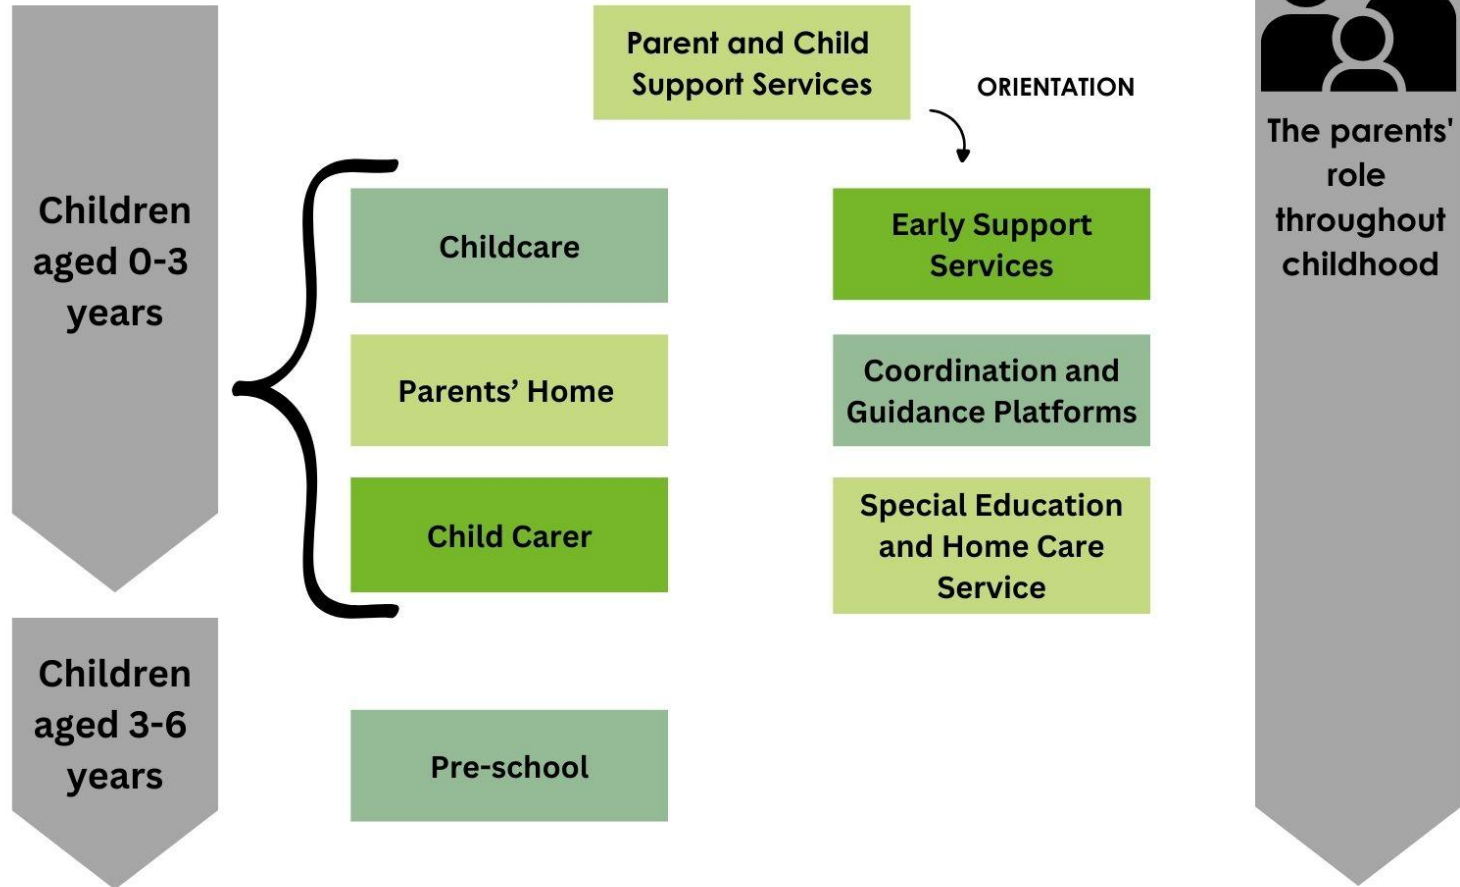 Parent and Child
Support Services
ORIENTATION
The parents'
role
throughout
childhood
Children
aged 0-3
years
Childcare
Early Support
Services
Parents’ Home
Coordination and
Guidance Platforms
Child Carer
Special Education
and Home Care
Service
Children
aged 3-6
years
Pre-school